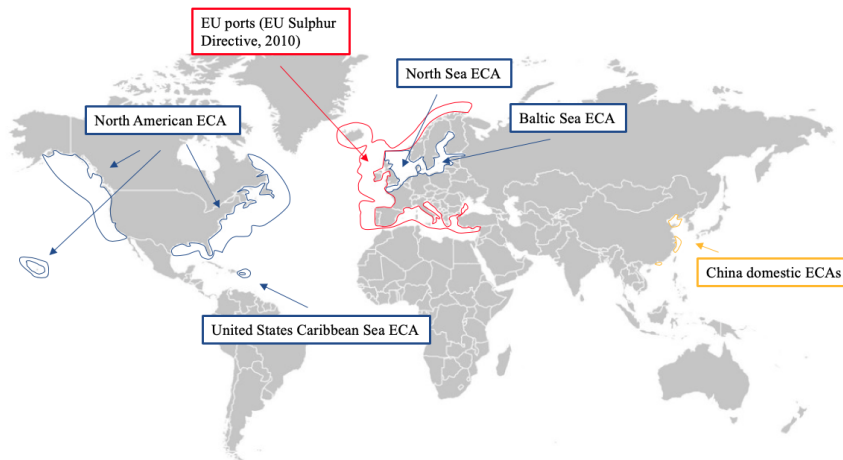 EU ports (EU Sulphur
Directive, 2010)
North Sea ECA
North American ECA
Baltic Sea ECA
China domestic ECAs
United States Caribbean Sea ECA